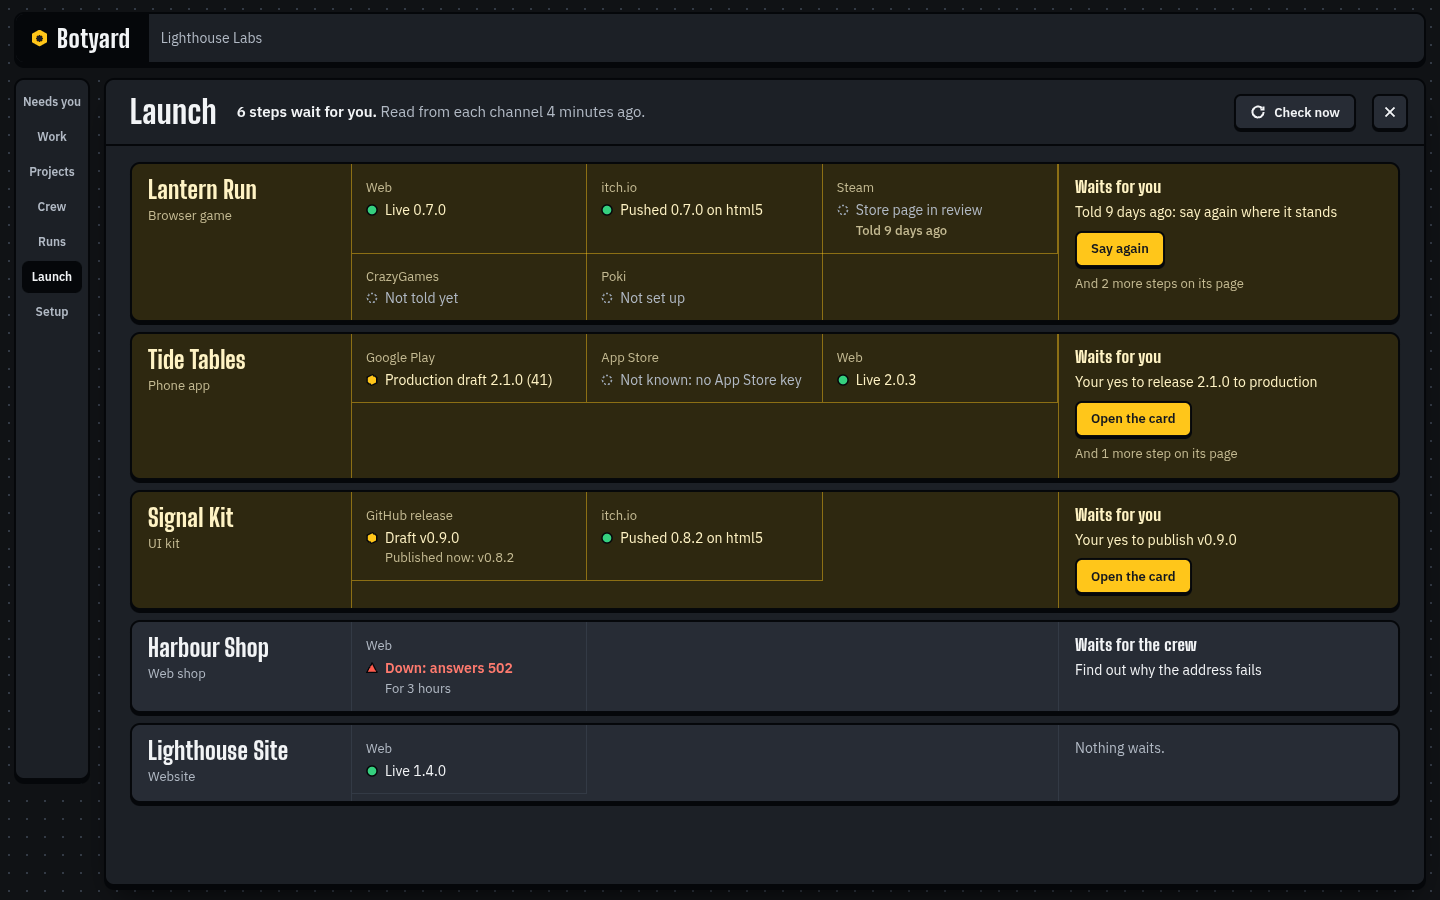 Botyard
Lighthouse Labs
Needs you
Work
Projects
Crew
Runs
Launch
Setup
Launch
6 steps wait for you. Read from each channel 4 minutes ago.
Check now
Lantern Run
Browser game
Web
Live 0.7.0
itch.io
Pushed 0.7.0 on html5
Steam
Store page in review
Told 9 days ago
CrazyGames
Not told yet
Poki
Not set up
Waits for you
Told 9 days ago: say again where it stands
Say again
And 2 more steps on its page
Tide Tables
Phone app
Google Play
Production draft 2.1.0 (41)
App Store
Not known: no App Store key
Web
Live 2.0.3
Waits for you
Your yes to release 2.1.0 to production
Open the card
And 1 more step on its page
Signal Kit
UI kit
GitHub release
Draft v0.9.0
Published now: v0.8.2
itch.io
Pushed 0.8.2 on html5
Waits for you
Your yes to publish v0.9.0
Open the card
Harbour Shop
Web shop
Web
Down: answers 502
For 3 hours
Waits for the crew
Find out why the address fails
Lighthouse Site
Website
Web
Live 1.4.0
Nothing waits.